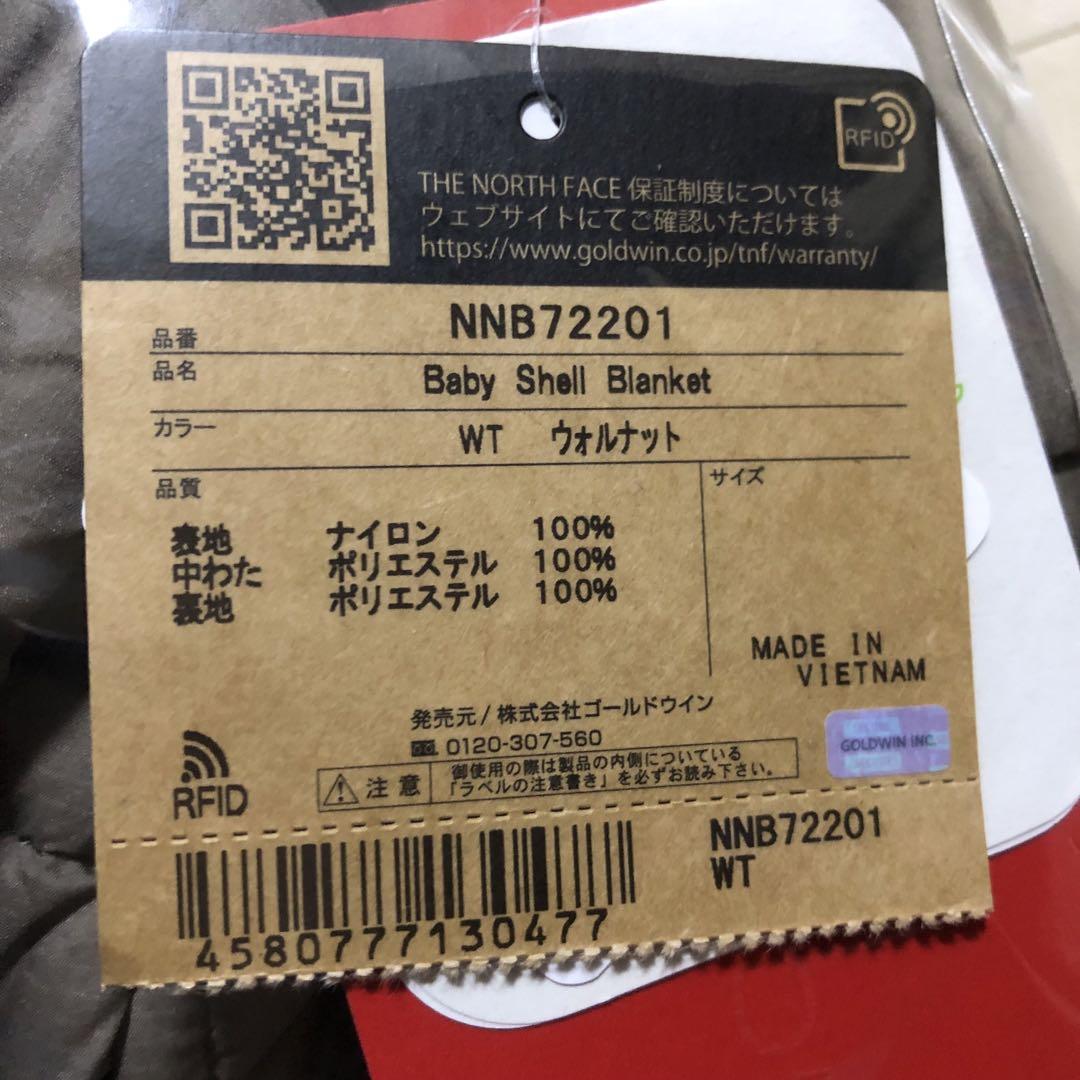 RFID
THE NORTH FACE 保証制度については
ウェブサイトにてご確認いただけます。
https://www.goldwin.co.jp/tnf/warranty/
品番 NNB72201
品名 Baby Shell Blanket
カラー WT ウォルナット
品質
サイズ
表地 ナイロン 100%
中わた ポリエステル 100%
裏地 ポリエステル 100%
MADE IN
VIETNAM
発売元/株式会社ゴールドウイン
0120-307-560
GOLDWIN INC.
RFID
注意 御使用の際は製品の内側についている
「ラベルの注意書き」を必ずお読み下さい。
NNB72201
WT
4580777130477